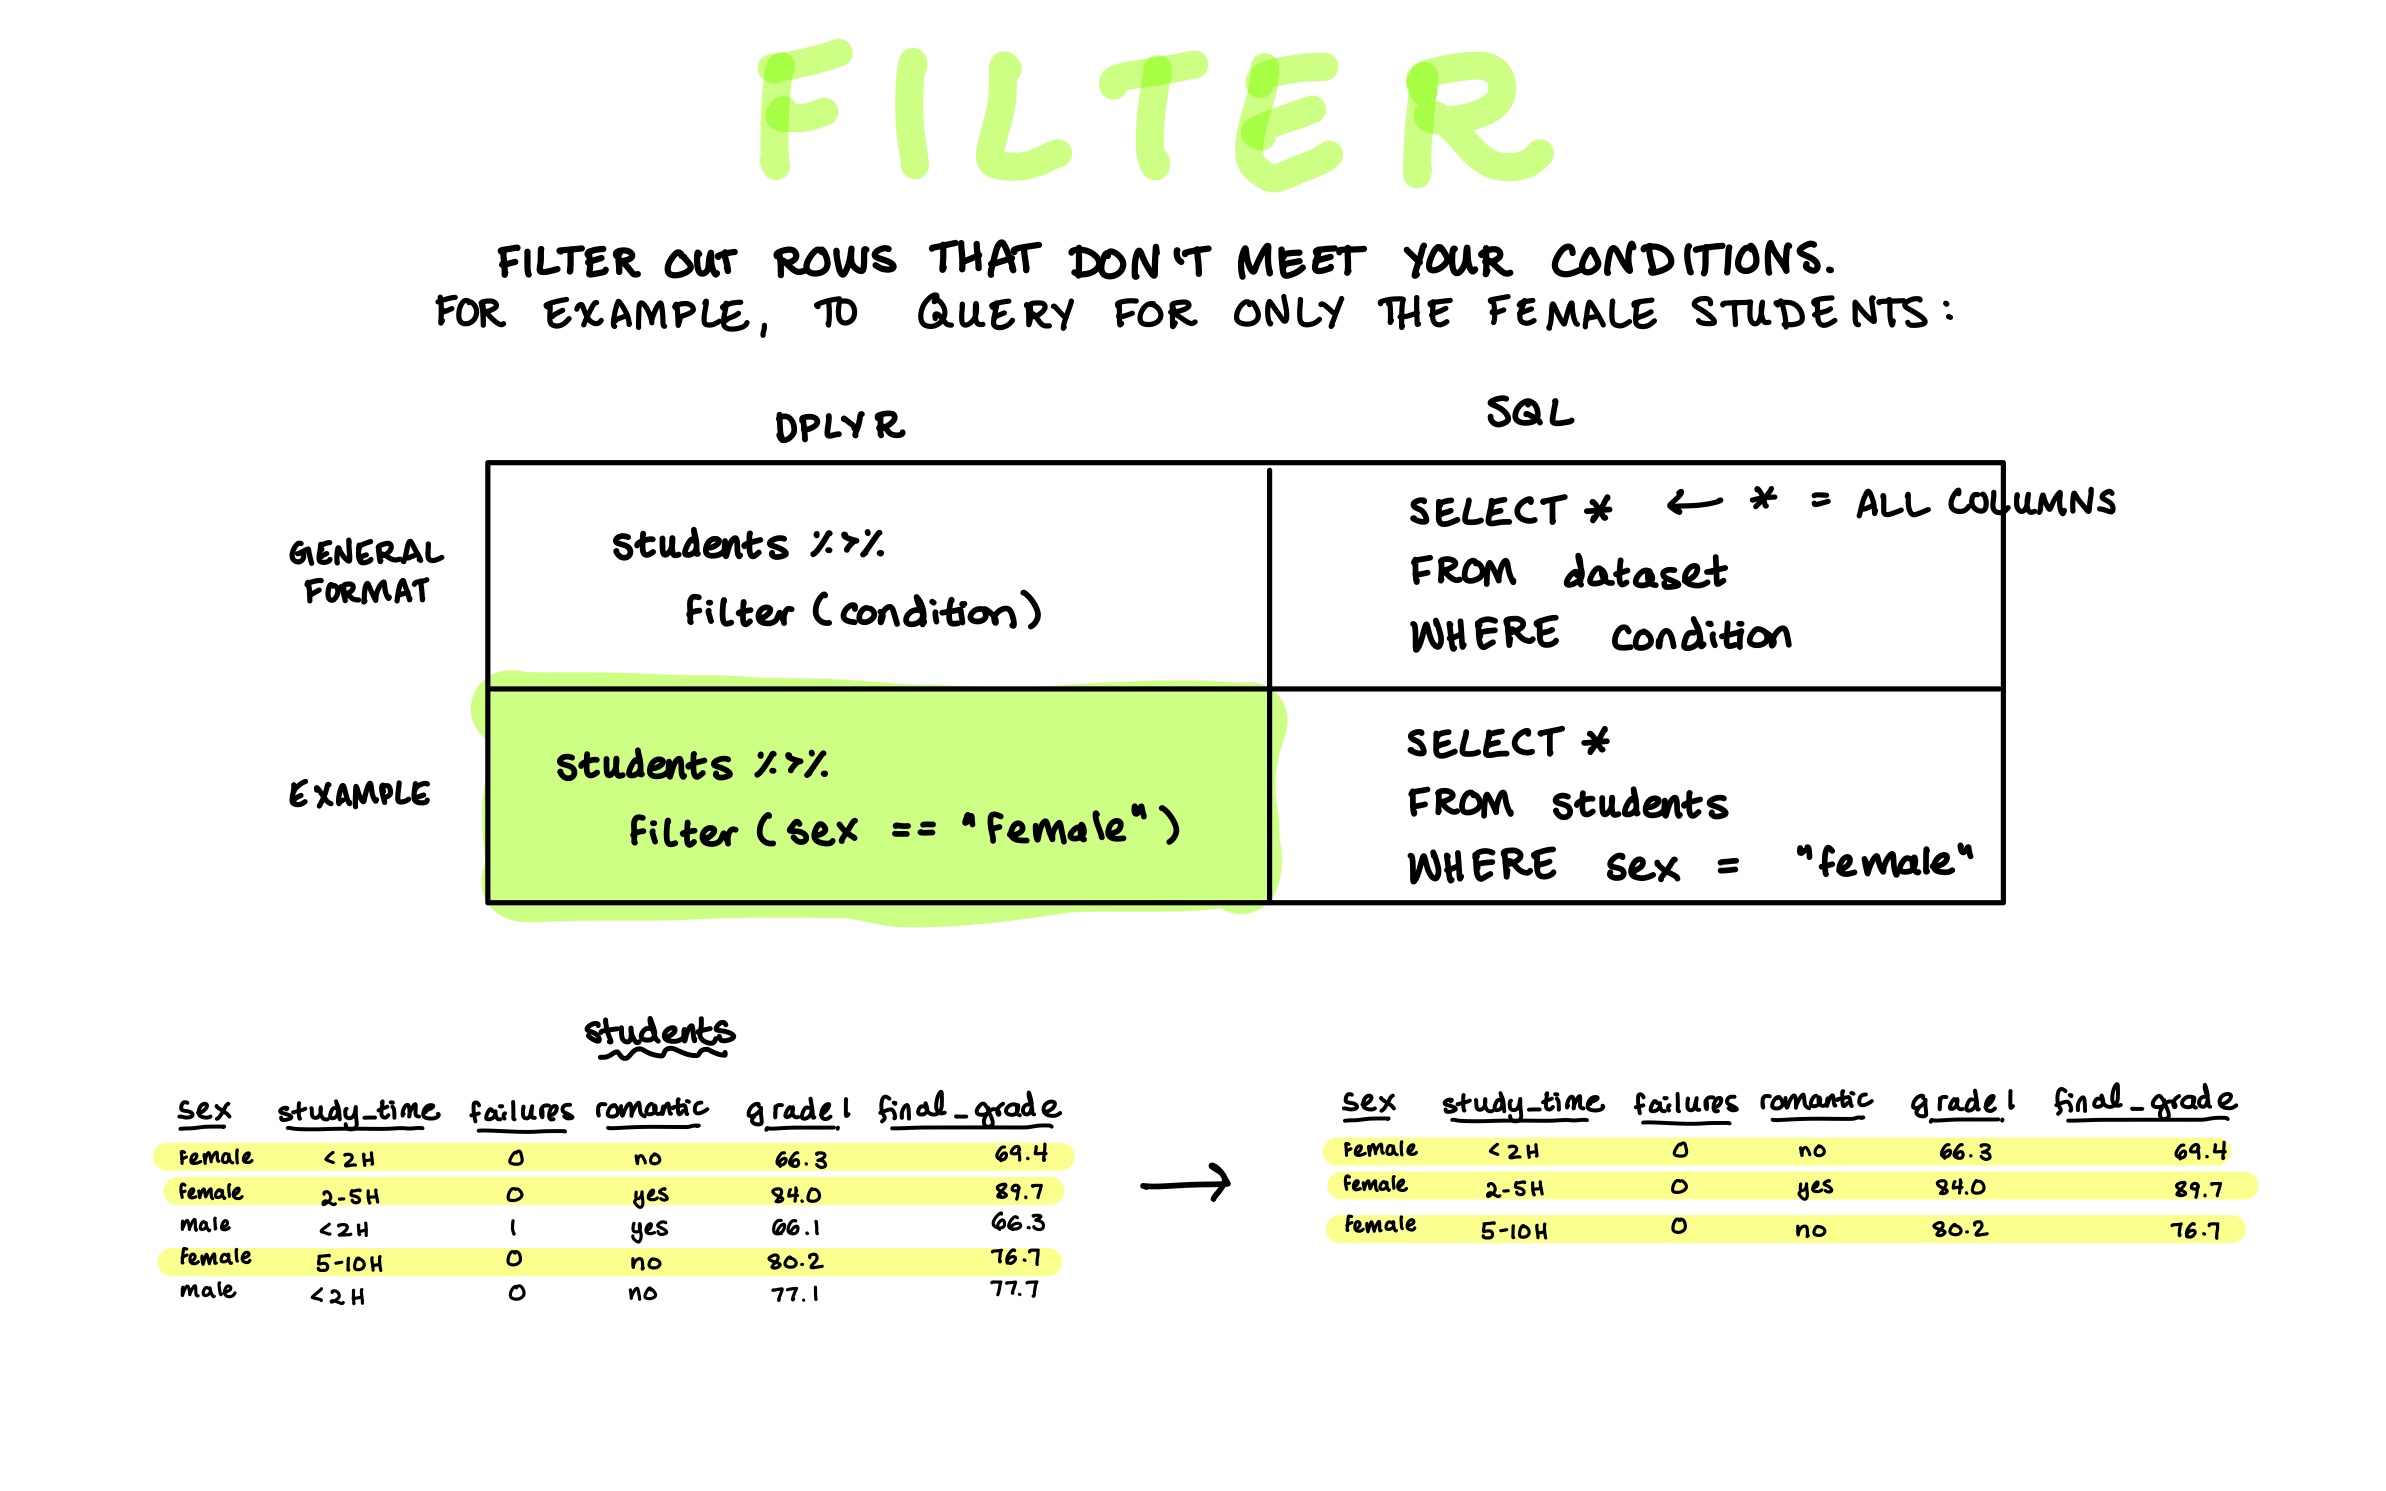 FILTER
FILTER OUT ROWS THAT DON'T MEET YOUR CONDITIONS.
FOR EXAMPLE, TO QUERY FOR ONLY THE FEMALE STUDENTS:
DPLYR SQL
GENERAL
FORMAT
students %>%
filter (condition)
SELECT * ← * = ALL COLUMNS
FROM dataset
WHERE condition
EXAMPLE
students %>%
filter (sex == "female")
SELECT *
FROM students
WHERE sex = "female"
students
sex study_time failures romantic grade1 final_grade
female <2H 0 no 66.3 69.4
female 2-5H 0 yes 84.0 89.7
male <2H 1 yes 66.1 66.3
female 5-10H 0 no 80.2 76.7
male <2H 0 no 77.1 77.7
→
sex study_time failures romantic grade1 final_grade
female <2H 0 no 66.3 69.4
female 2-5H 0 yes 84.0 89.7
female 5-10H 0 no 80.2 76.7